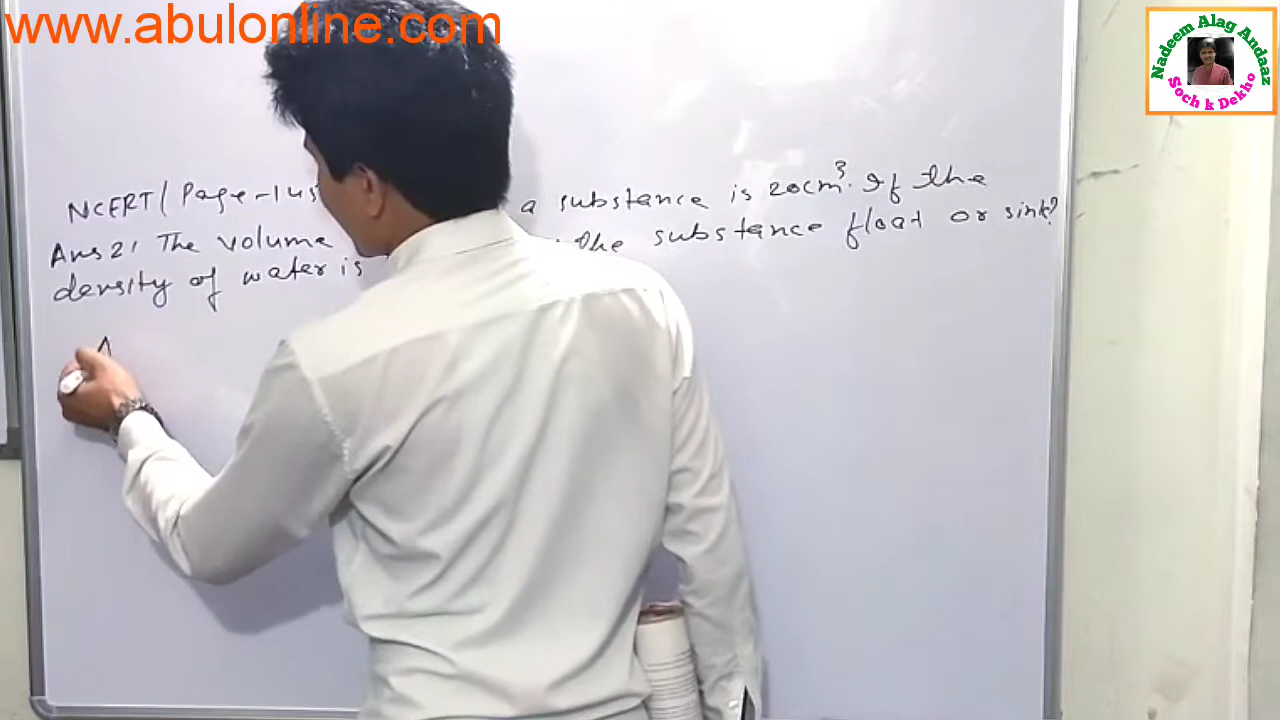 www.abulonline.com
Nadeem Alag Andaaz
Soch k Dekho
NCERT/Page-145
a substance is 20cm³. If the
Ans21 The volume
the substance float or sink?
density of water is
A